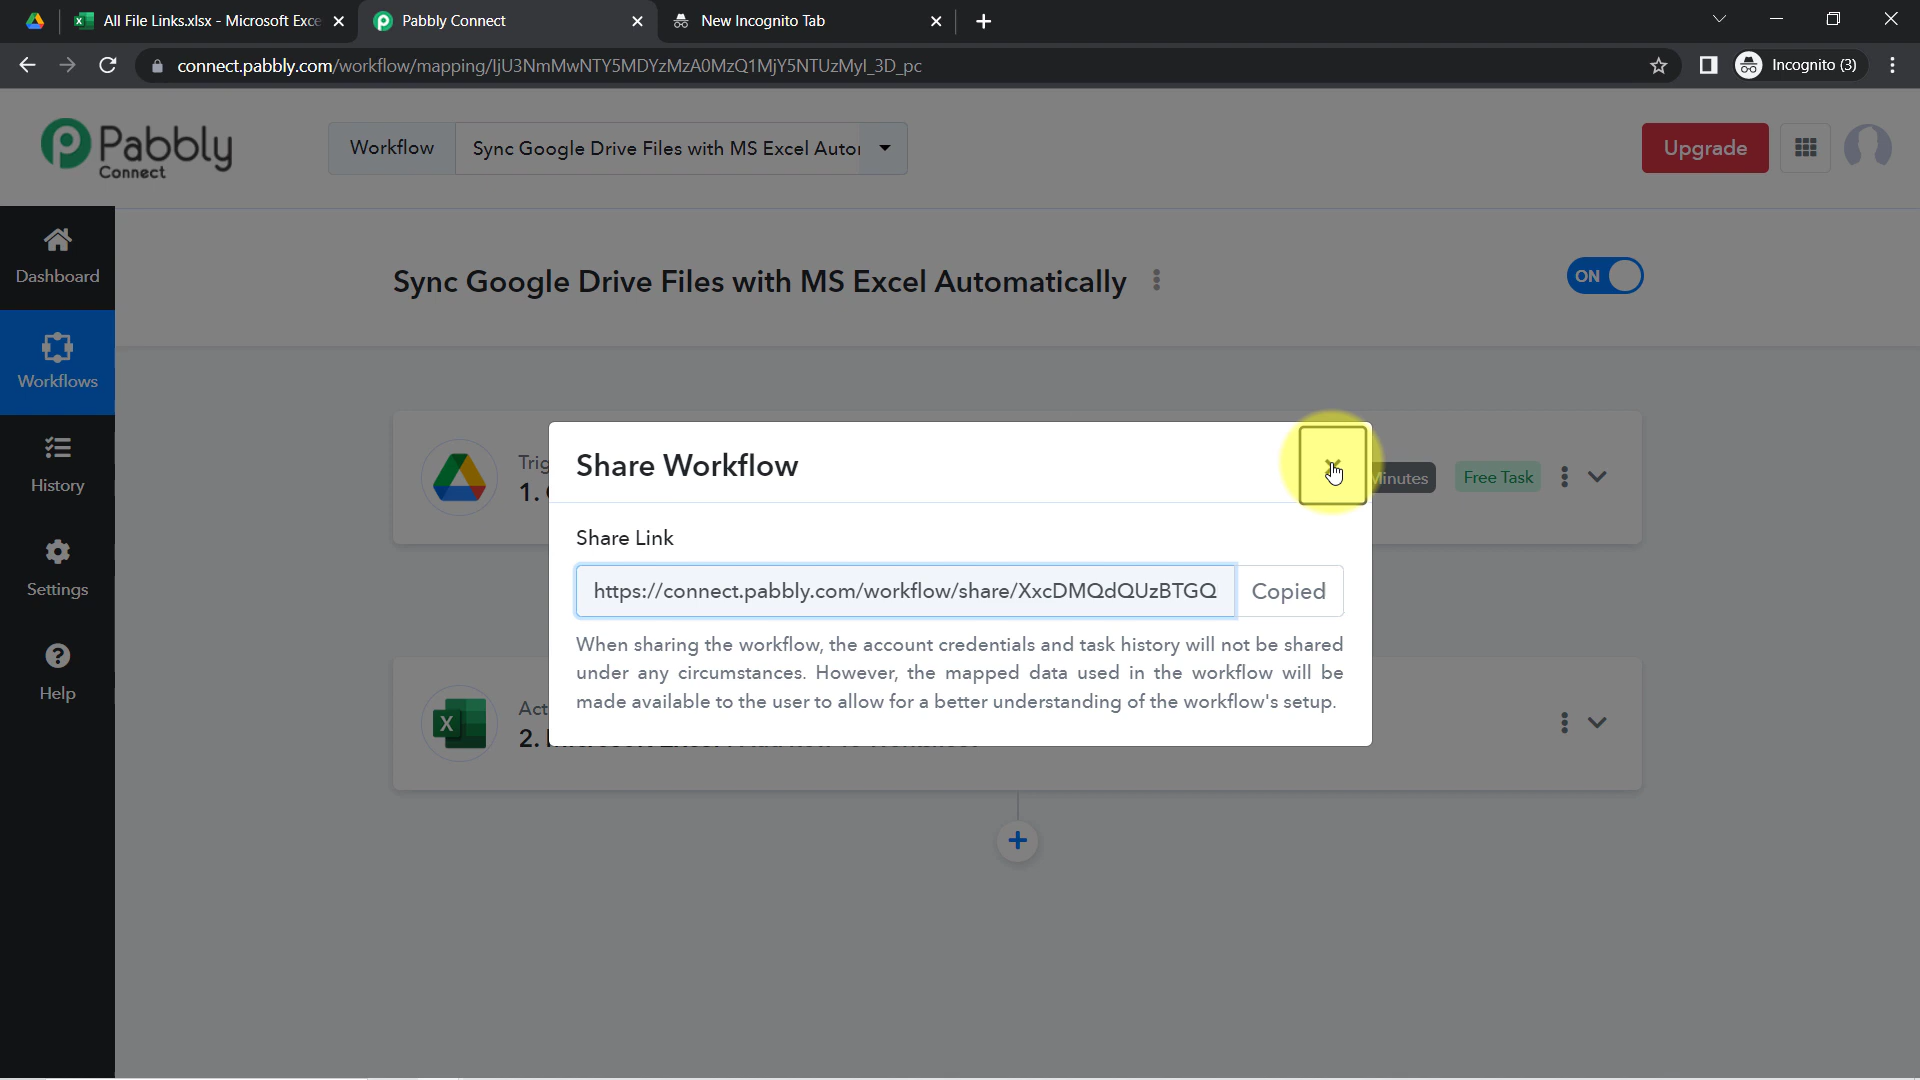 All File Links.xlsx - Microsoft Exce
Pabbly Connect
New Incognito Tab
connect.pabbly.com/workflow/mapping/IjU3NmMwNTY5MDYzMzA0MzQ1MjY5NTUzMyI_3D_pc
Incognito (3)
Pabbly
Connect
Workflow
Sync Google Drive Files with MS Excel Autor
Upgrade
Dashboard
Workflows
History
Settings
Help
Sync Google Drive Files with MS Excel Automatically
ON
Trig
1.
Minutes
Free Task
Share Workflow
Share Link
https://connect.pabbly.com/workflow/share/XxcDMQdQUzBTGQ
Copied
When sharing the workflow, the account credentials and task history will not be shared
under any circumstances. However, the mapped data used in the workflow will be
made available to the user to allow for a better understanding of the workflow's setup.
Act
2.